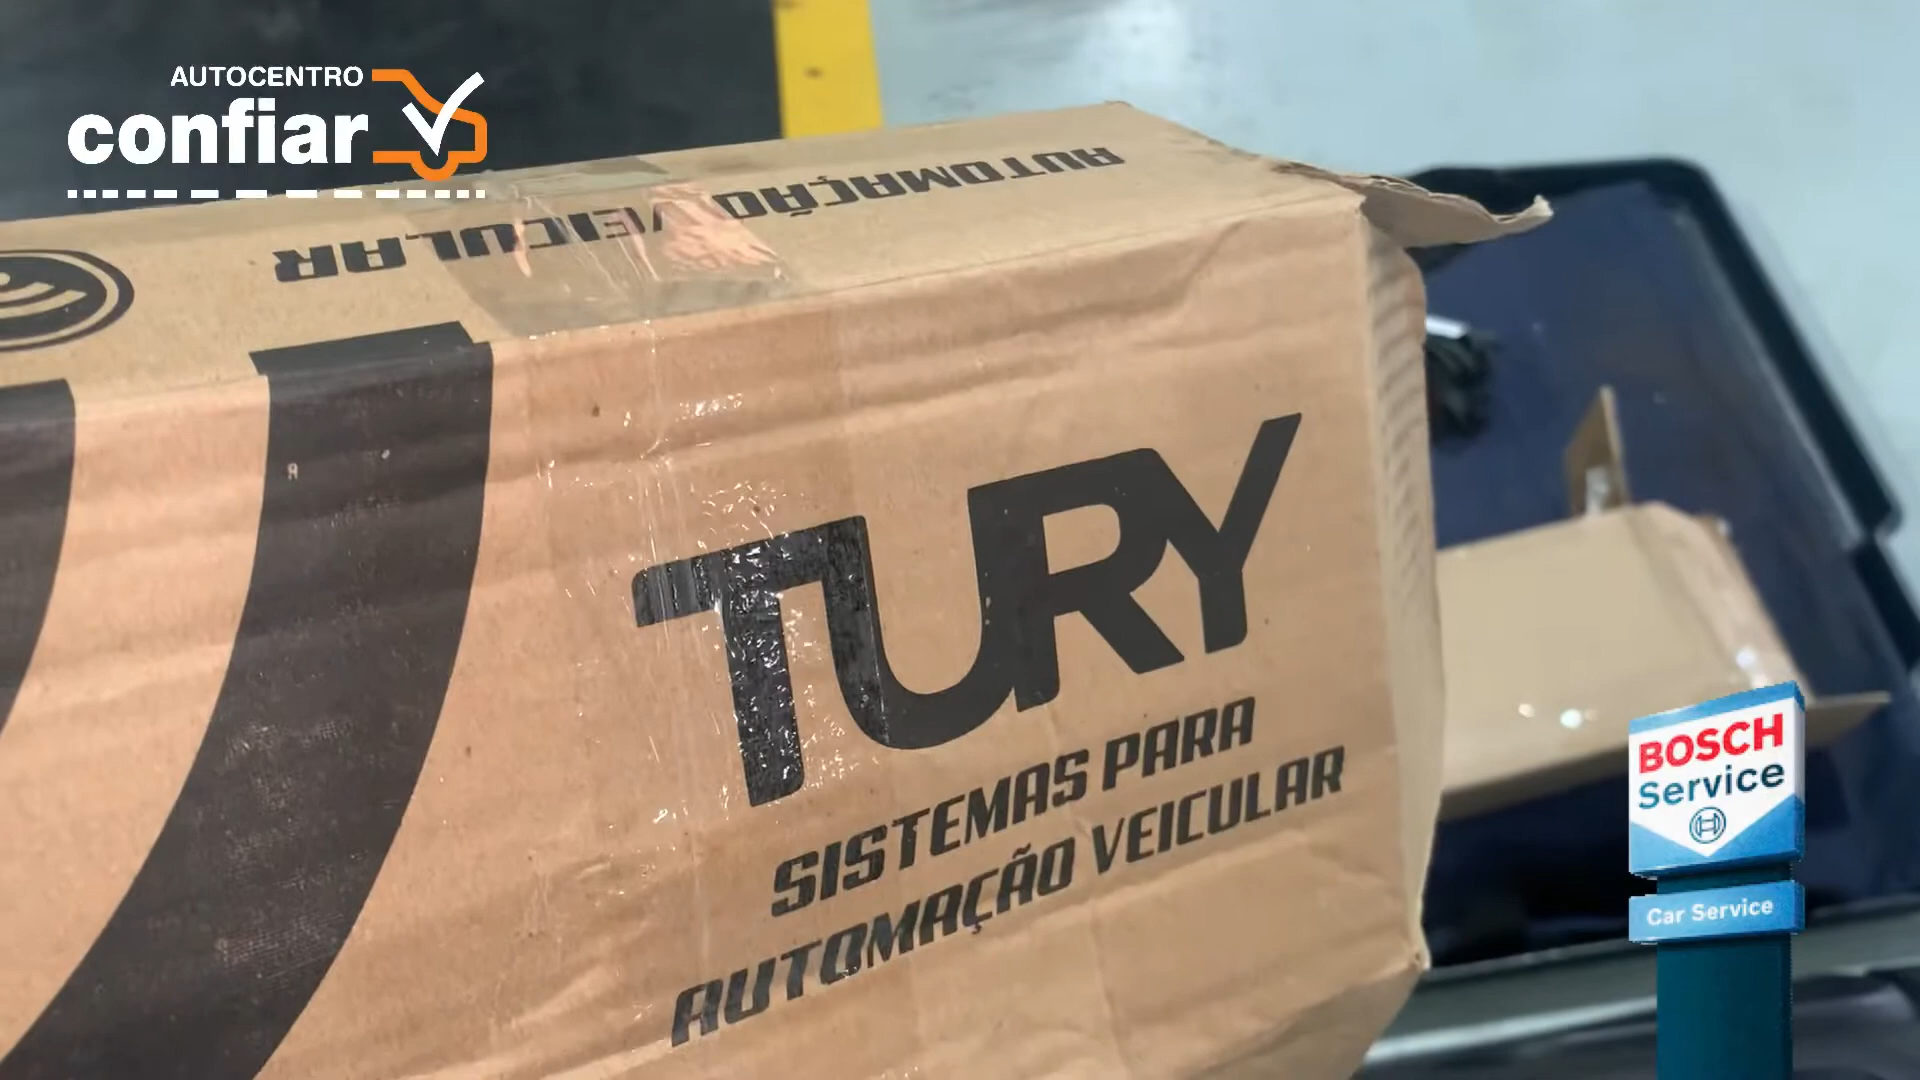 AUTOCENTRO
confiar
AUTOMAÇÃO VEICULAR
TURY
SISTEMAS PARA
AUTOMAÇÃO VEICULAR
BOSCH
Service
Car Service